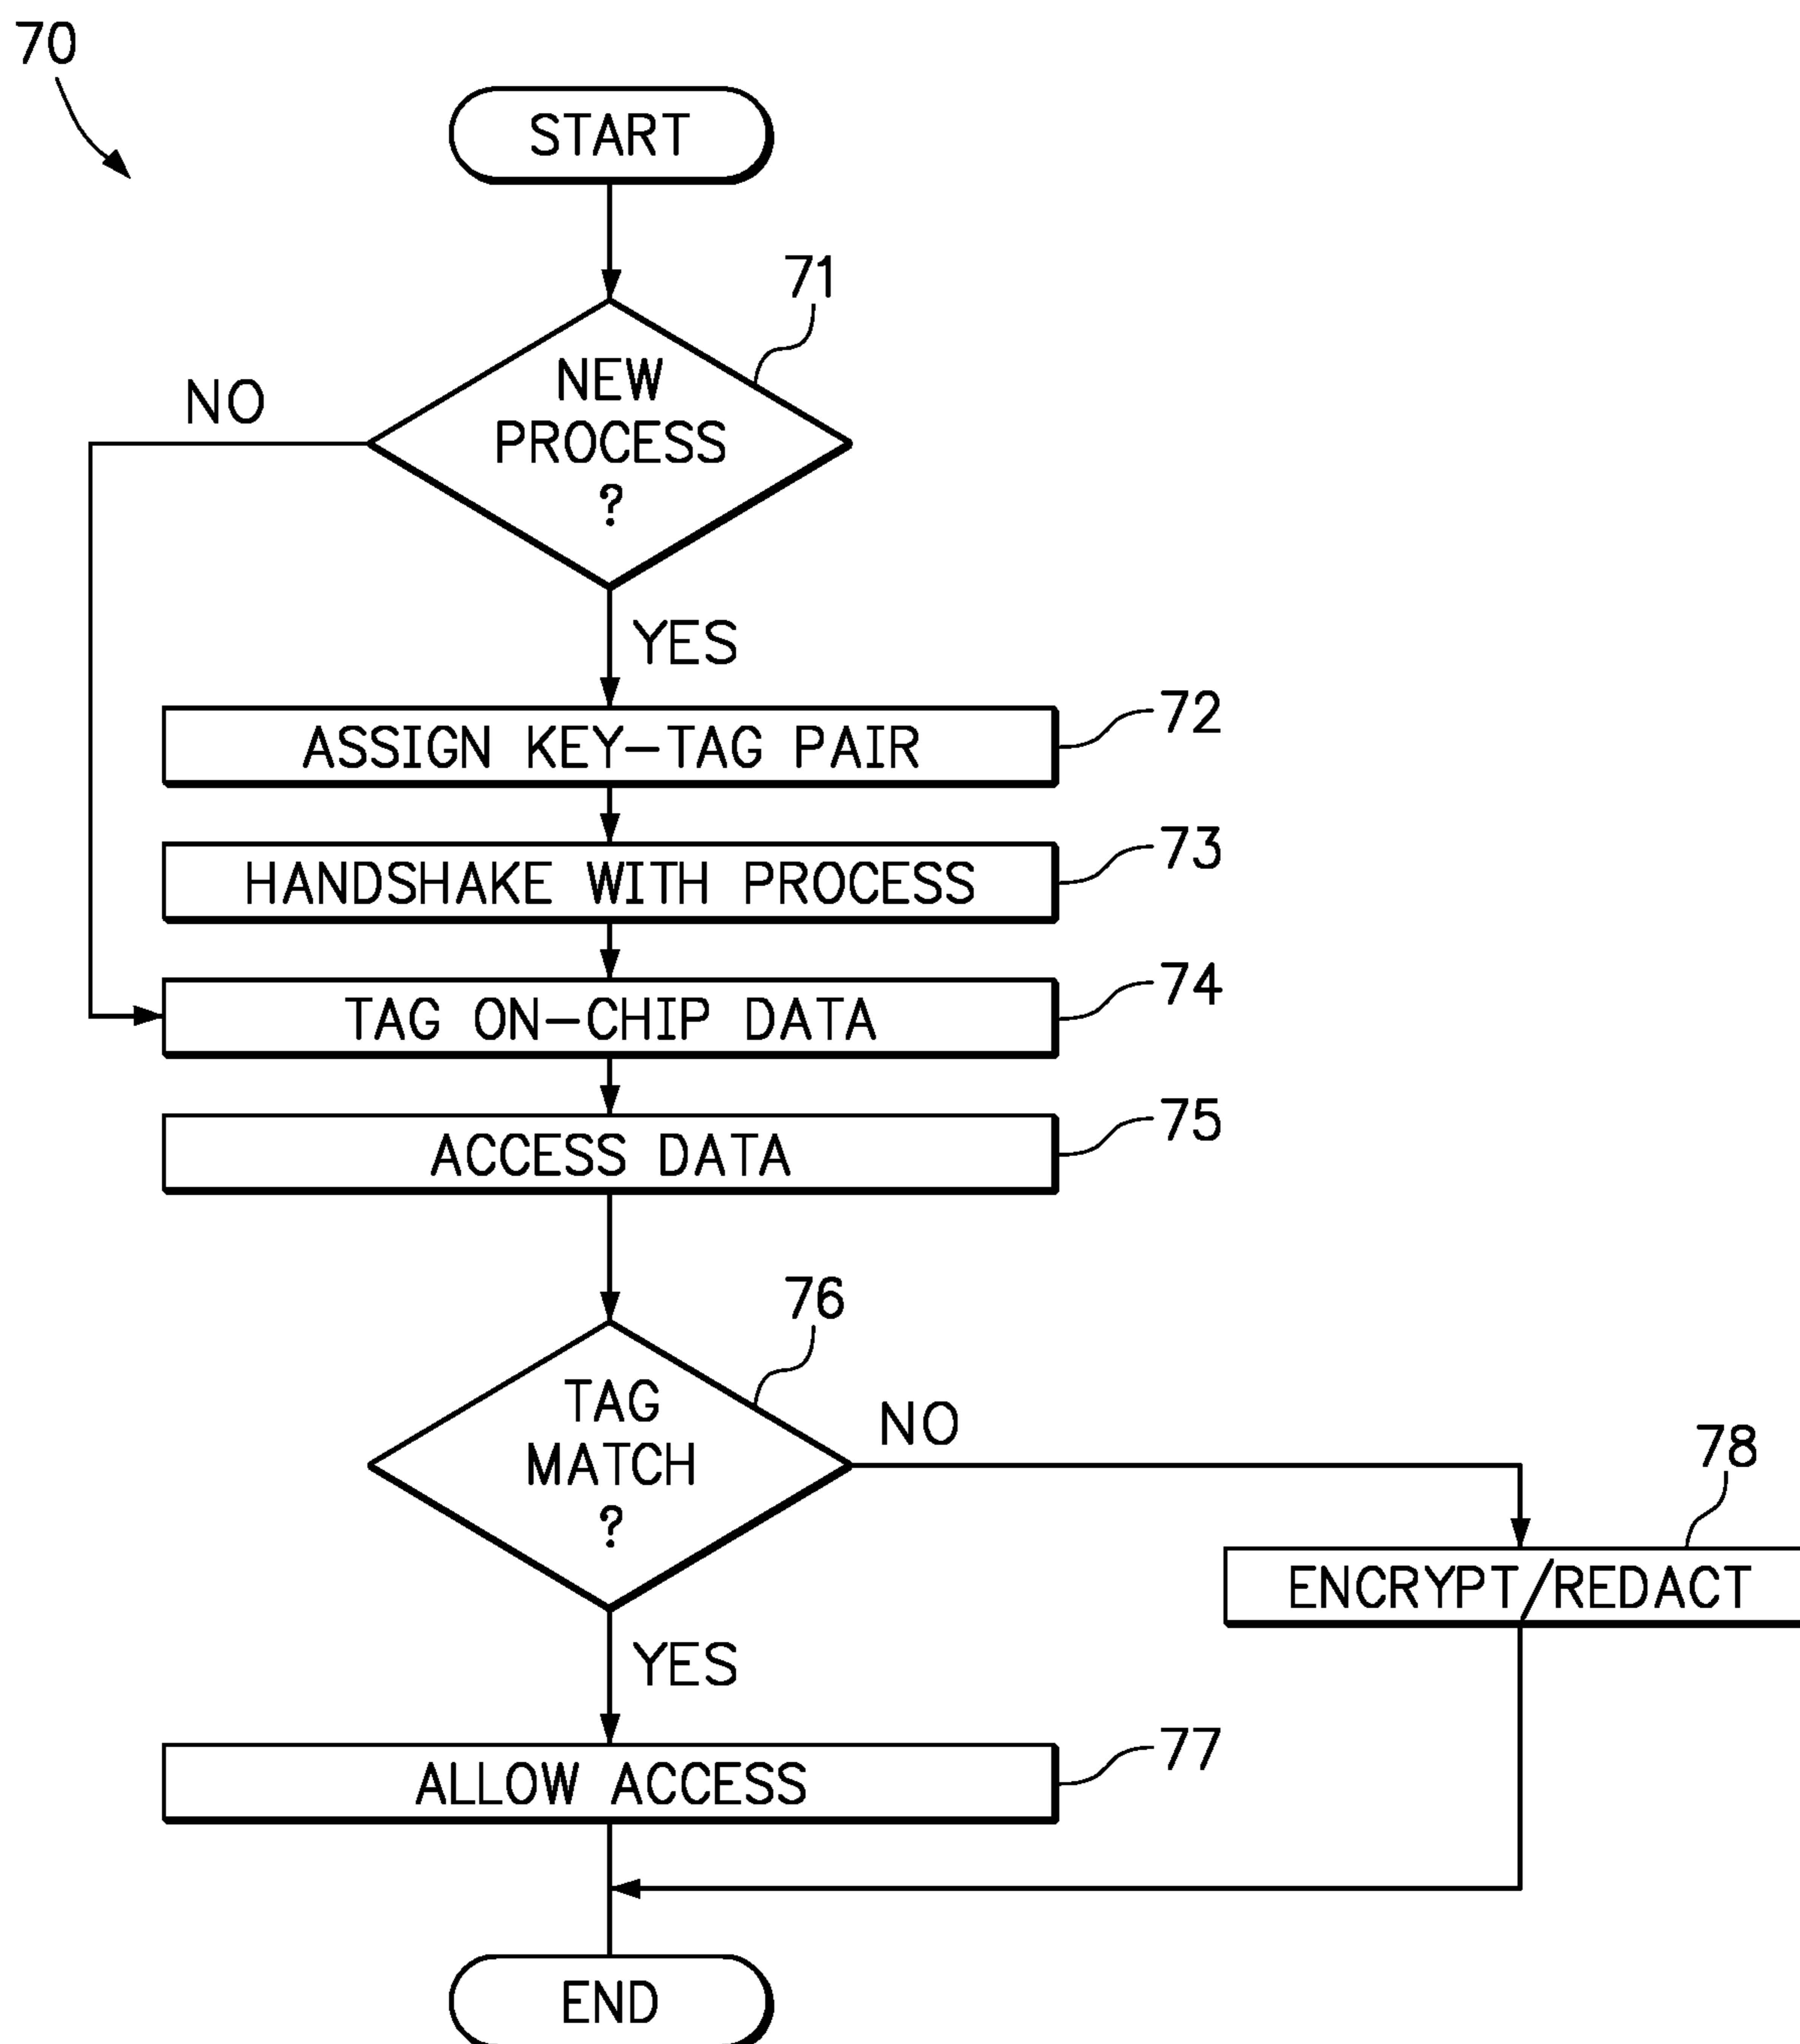 70
START
71
NEW
PROCESS
?
NO
YES
ASSIGN KEY-TAG PAIR
72
HANDSHAKE WITH PROCESS
73
TAG ON-CHIP DATA
74
ACCESS DATA
75
76
TAG
MATCH
?
NO
78
ENCRYPT/REDACT
YES
ALLOW ACCESS
77
END